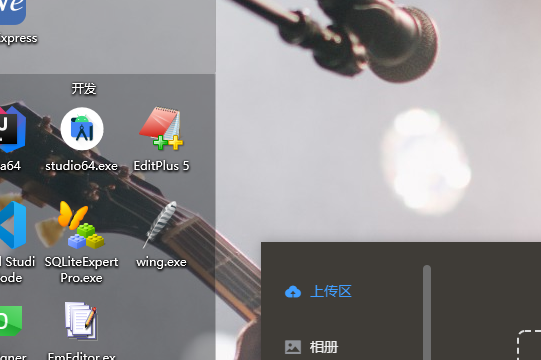 xpress
开发
a64
studio64.exe
EditPlus 5
l Studi
ode
SQLiteExpert
Pro.exe
wing.exe
gner
EmEditor.ex
上传区
相册